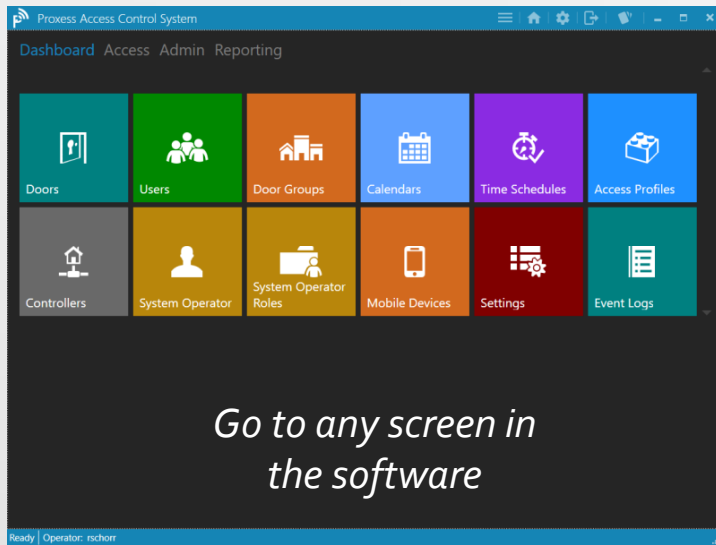 Proxess Access Control System
Dashboard Access Admin Reporting
Doors
Users
Door Groups
Calendars
Time Schedules
Access Profiles
Controllers
System Operator
System Operator
Roles
Mobile Devices
Settings
Event Logs
Go to any screen in
the software
Ready Operator: rschorr